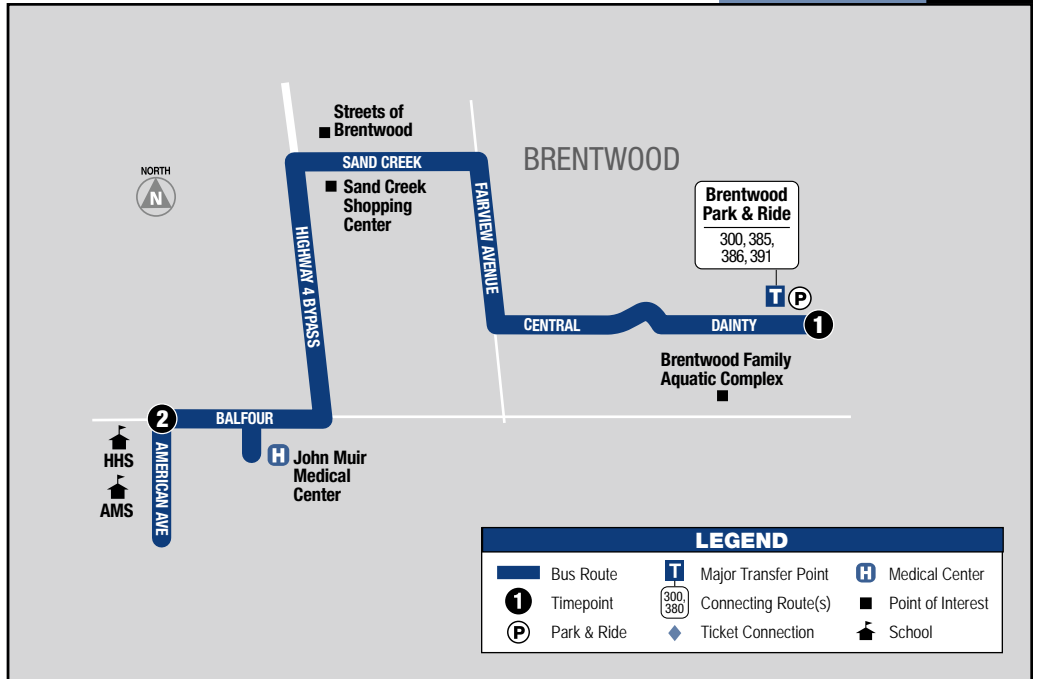 Streets of
Brentwood
SAND CREEK
BRENTWOOD
NORTH
N
Sand Creek
Shopping
Center
FAIRVIEW AVENUE
HIGHWAY 4 BYPASS
Brentwood
Park & Ride
300, 385,
386, 391
T P
CENTRAL
DAINTY
1
Brentwood Family
Aquatic Complex
2
BALFOUR
HHS
AMS
AMERICAN AVE
H John Muir
Medical
Center
LEGEND
Bus Route
T Major Transfer Point
H Medical Center
1 Timepoint
300,
380
Connecting Route(s)
Point of Interest
P Park & Ride
Ticket Connection
School